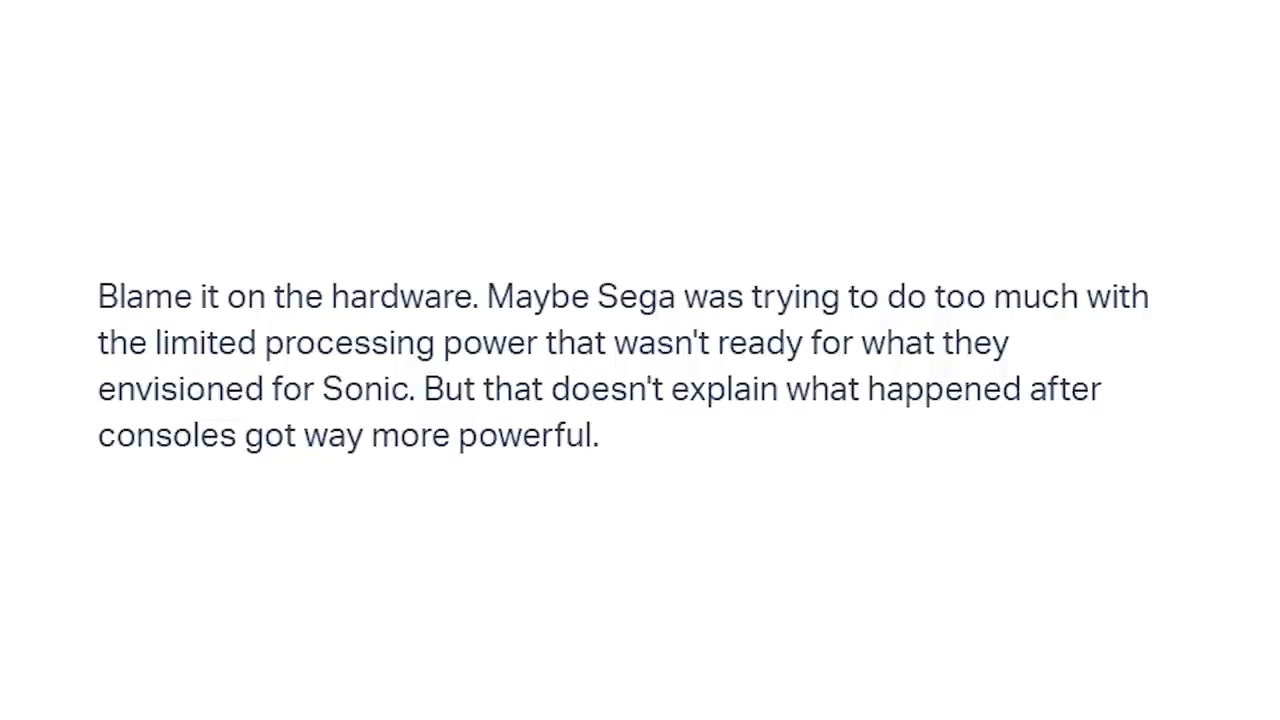 Blame it on the hardware. Maybe Sega was trying to do too much with
the limited processing power that wasn't ready for what they
envisioned for Sonic. But that doesn't explain what happened after
consoles got way more powerful.